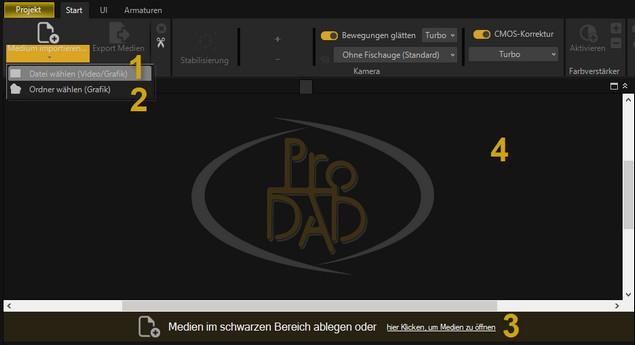 Projekt Start UI Armaturen
Medium importieren... Export Medien
Stabilisierung
Bewegungen glätten Turbo
Ohne Fischauge (Standard)
Kamera
CMOS-Korrektur
Turbo
Aktivieren
Farbverstärker
Datei wählen (Video/Grafik) 1
Ordner wählen (Grafik) 2
4
Pro
DAD
Medien im schwarzen Bereich ablegen oder hier Klicken, um Medien zu öffnen 3